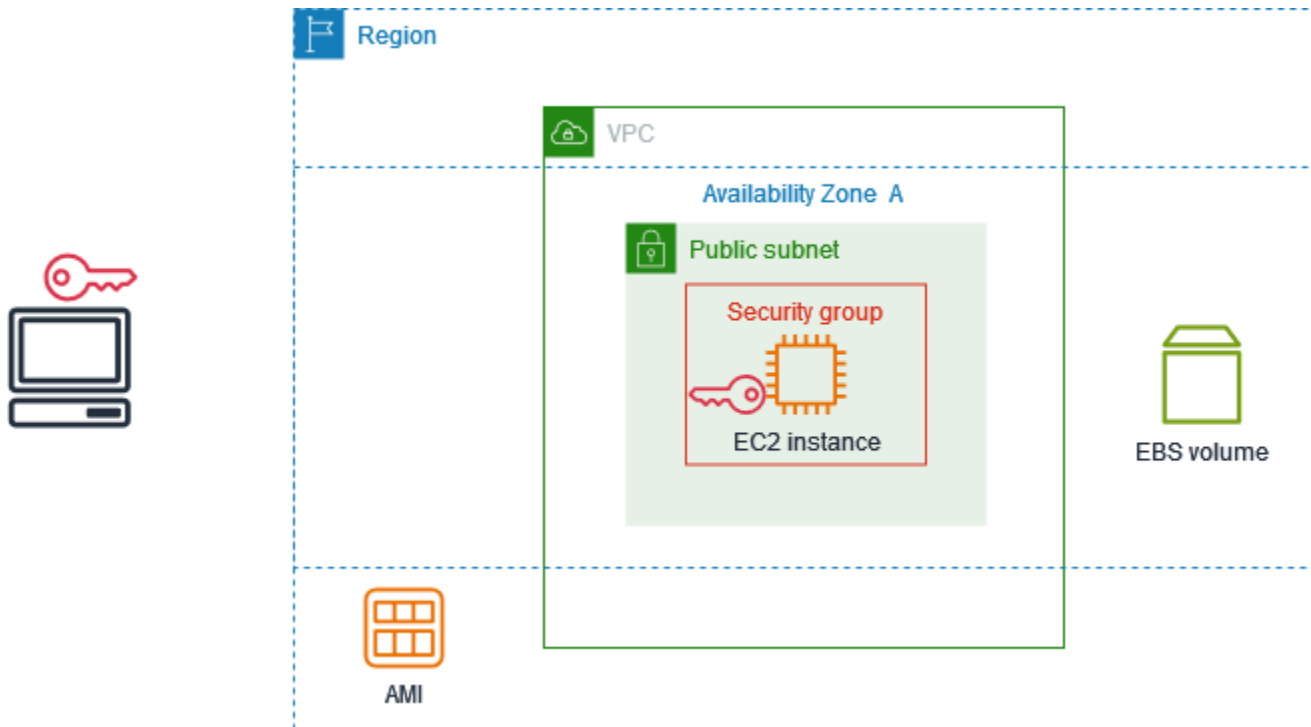 Region
VPC
Availability Zone A
Public subnet
Security group
EC2 instance
EBS volume
AMI